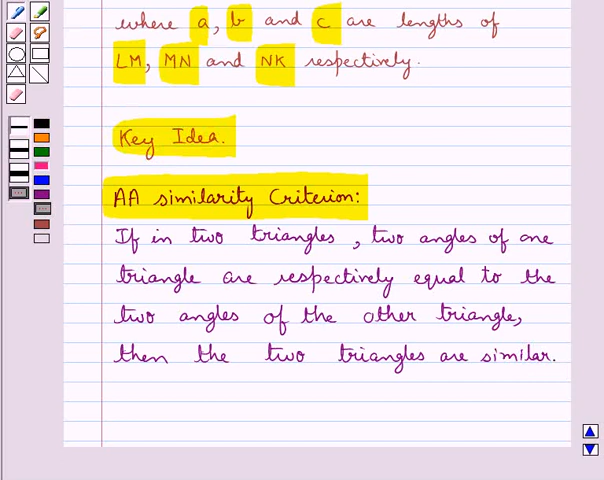 where a, b and c are lengths of
LM, MN and NK respectively.
Key Idea.
AA similarity Criterion:
If in two triangles, two angles of one
triangle are respectively equal to the
two angles of the other triangle,
then the two triangles are similar.